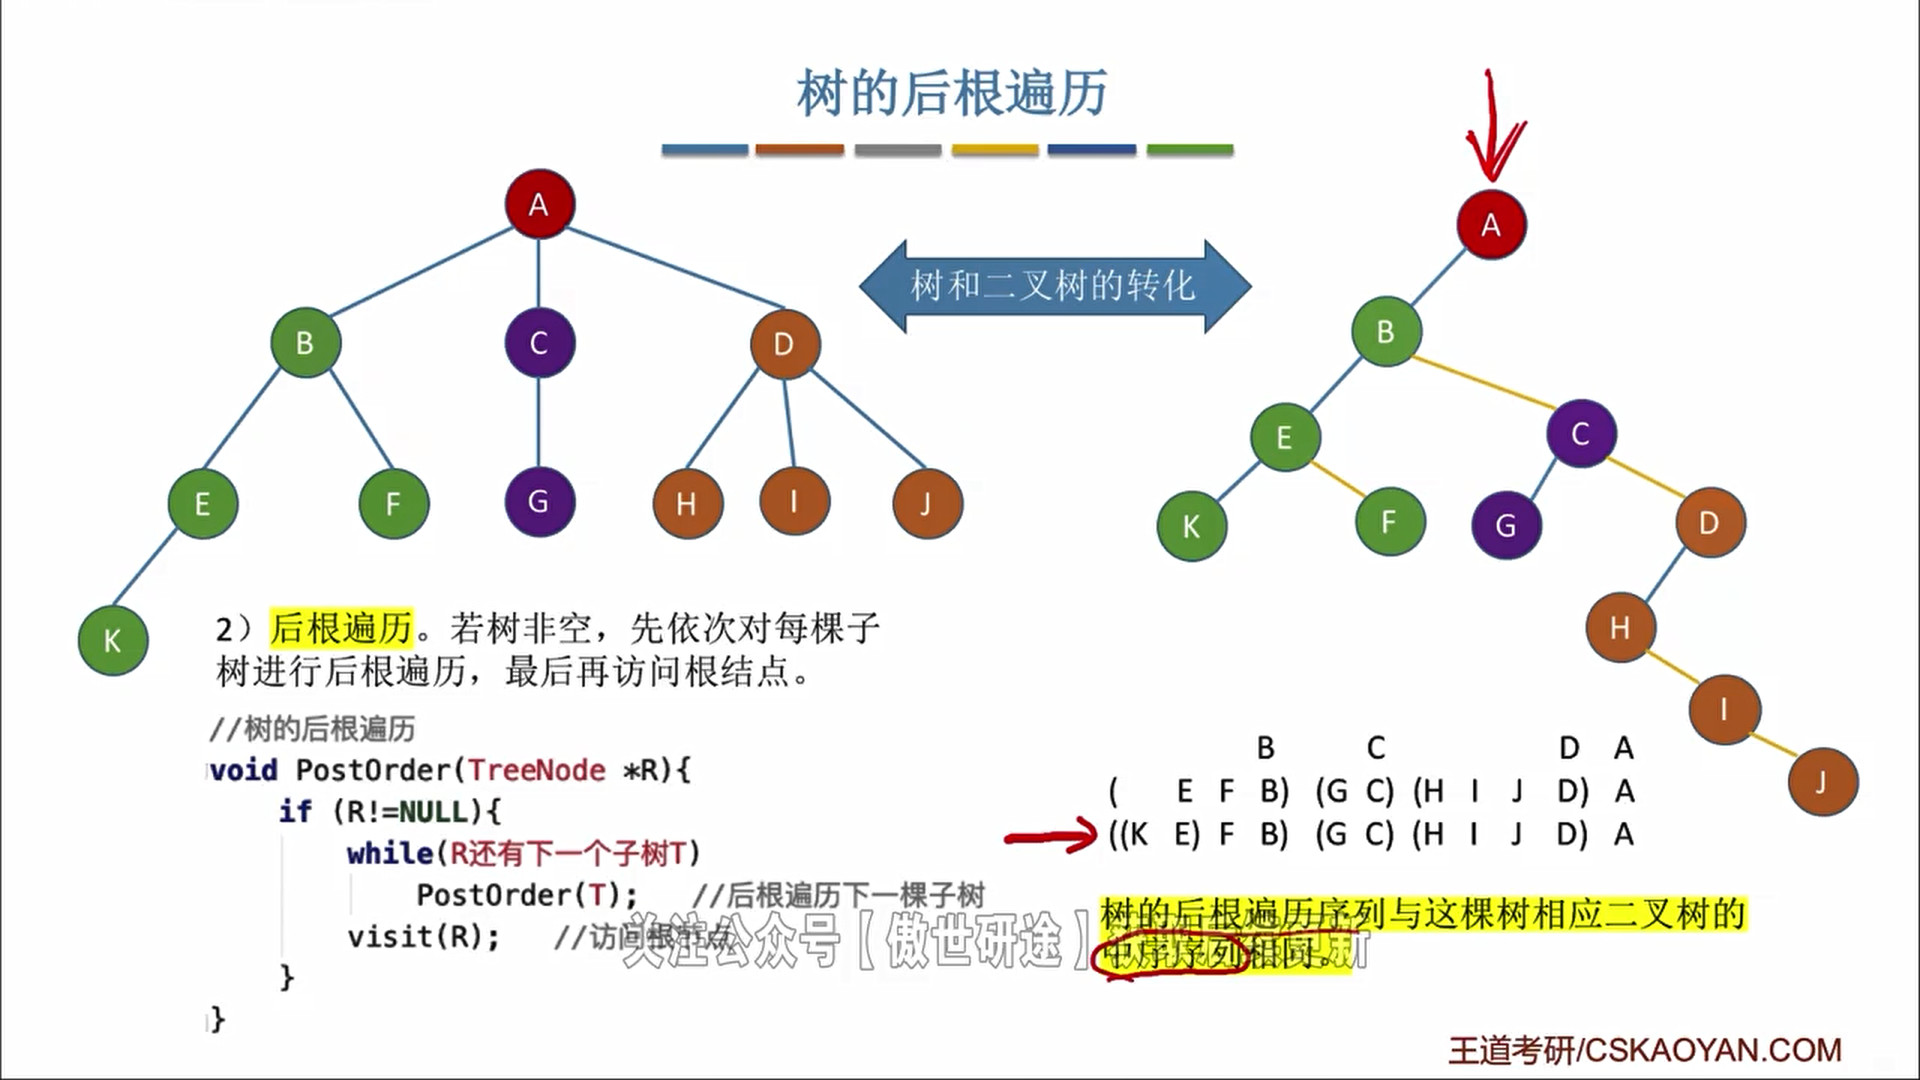 树的后根遍历
A
B
C
D
E
F
G
H
I
J
K
树和二叉树的转化
A
B
E
C
K
F
G
D
H
I
J
2）后根遍历。若树非空，先依次对每棵子
树进行后根遍历，最后再访问根结点。
//树的后根遍历
void PostOrder(TreeNode *R){
if (R!=NULL){
while(R还有下一个子树T)
PostOrder(T); //后根遍历下一棵子树
visit(R); //访问根节点
}
}
B C D A
( E F B) (G C) (H I J D) A
((K E) F B) (G C) (H I J D) A
树的后根遍历序列与这棵树相应二叉树的
中序序列相同。
关注公众号【傲世研途】新
王道考研/CSKAOYAN.COM